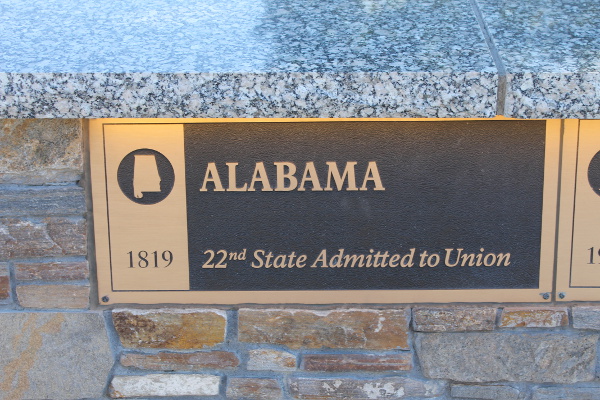 ALABAMA
1819
22nd State Admitted to Union